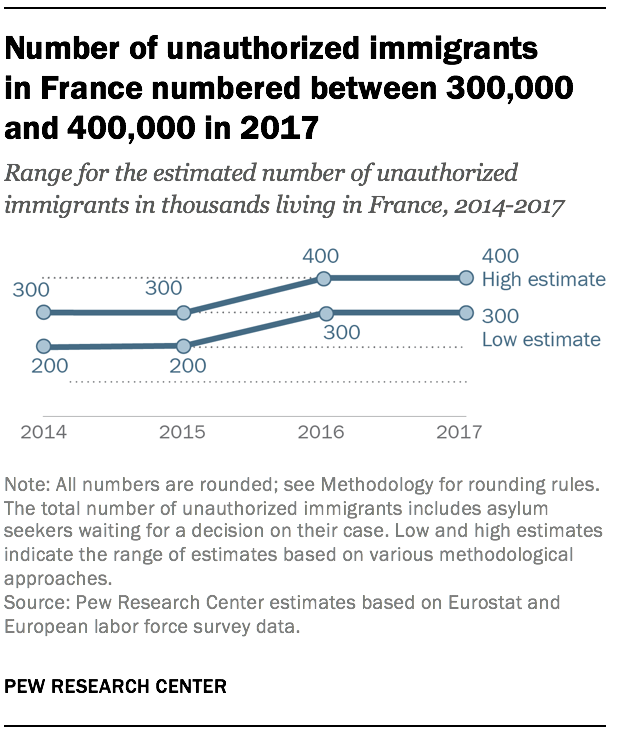 Number of unauthorized immigrants
in France numbered between 300,000
and 400,000 in 2017
Range for the estimated number of unauthorized
immigrants in thousands living in France, 2014-2017
400
400
High estimate
300
300
300
Low estimate
300
200
200
2014
2015
2016
2017
Note: All numbers are rounded; see Methodology for rounding rules.
The total number of unauthorized immigrants includes asylum
seekers waiting for a decision on their case. Low and high estimates
indicate the range of estimates based on various methodological
approaches.
Source: Pew Research Center estimates based on Eurostat and
European labor force survey data.
PEW RESEARCH CENTER